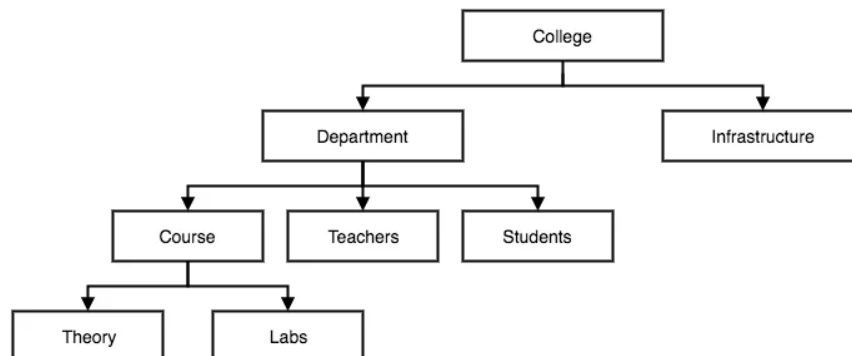 College
Department
Infrastructure
Course
Teachers
Students
Theory
Labs